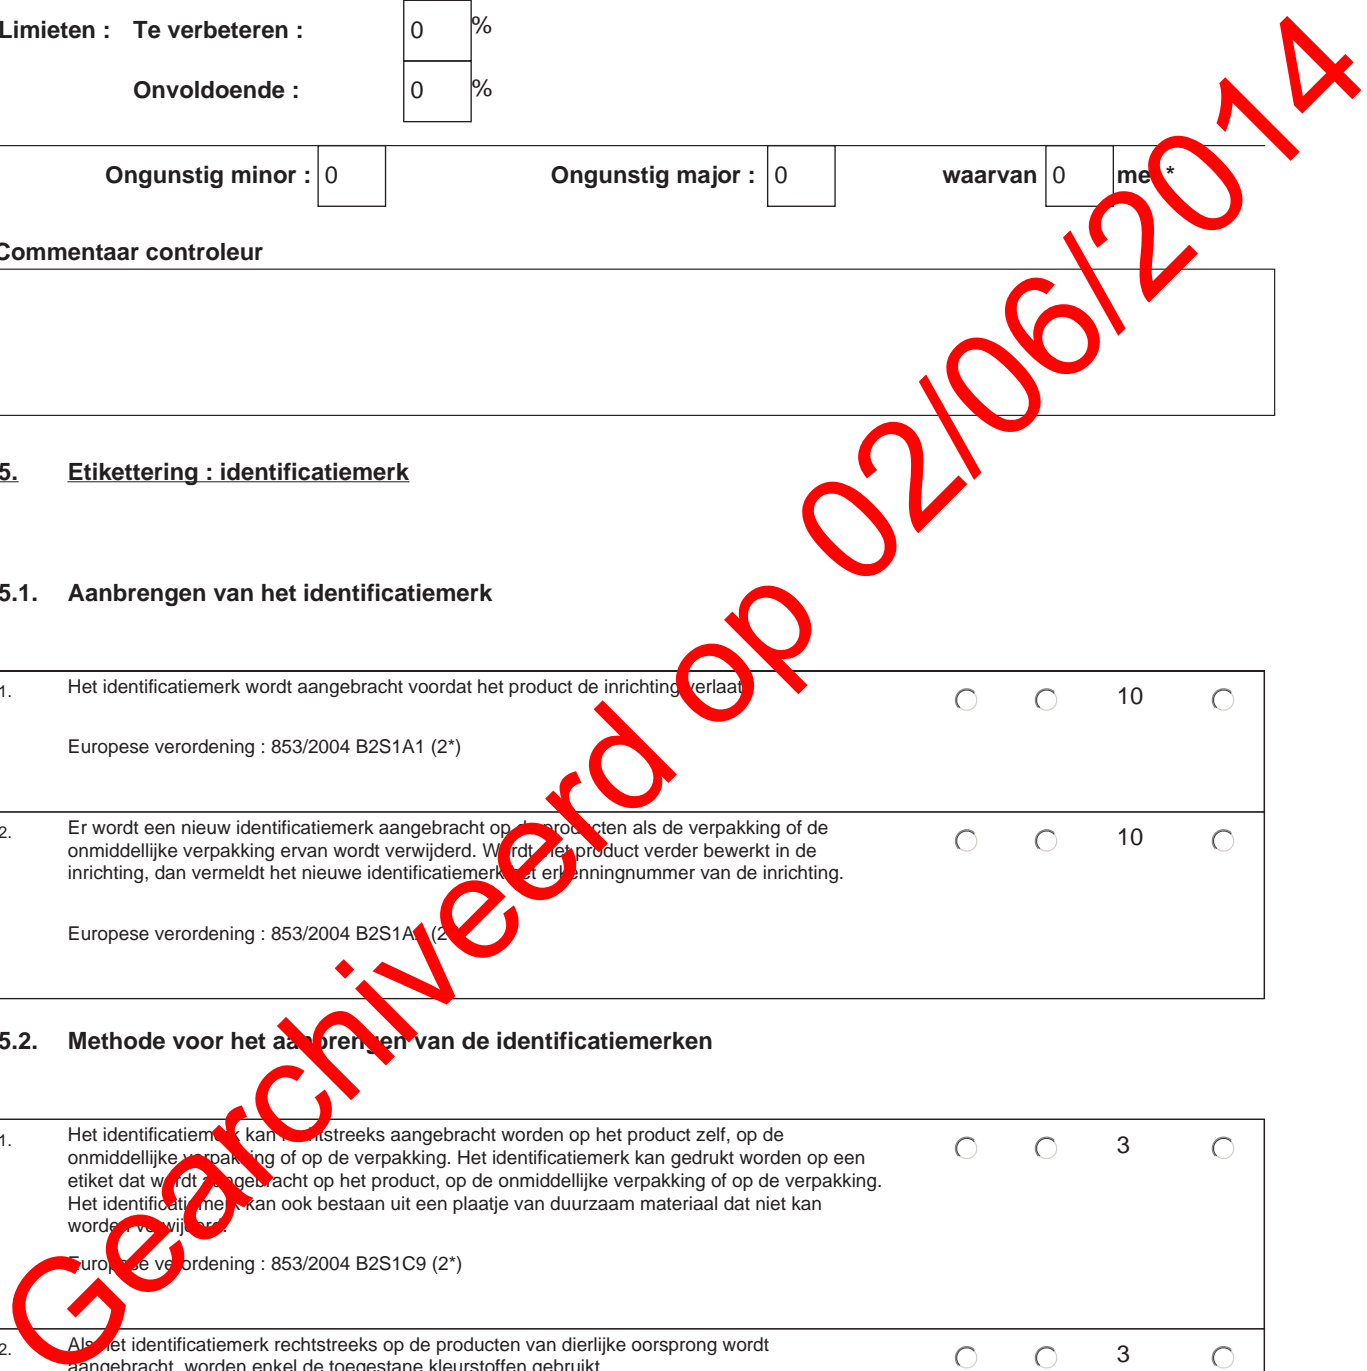 Limieten : Te verbeteren : 0 %
Onvoldoende : 0 %
Ongunstig minor : 0 Ongunstig major : 0 waarvan 0 me *
Commentaar controleur
5. Etikettering : identificatiemerk
5.1. Aanbrengen van het identificatiemerk
1. Het identificatiemerk wordt aangebracht voordat het product de inrichting verlaat 10
Europese verordening : 853/2004 B2S1A1 (2*)
2. Er wordt een nieuw identificatiemerk aangebracht op de producten als de verpakking of de 10
onmiddellijke verpakking ervan wordt verwijderd. Wordt het product verder bewerkt in de
inrichting, dan vermeldt het nieuwe identificatiemerk het erkenningnummer van de inrichting.
Europese verordening : 853/2004
5.2. Methode voor het aanbrengen van de identificatiemerken
1. Het identificatiemerk kan rechtstreeks aangebracht worden op het product zelf, op de 3
onmiddellijke verpakking of op de verpakking. Het identificatiemerk kan gedrukt worden op een
etiket dat wordt aangebracht op het product, op de onmiddellijke verpakking of op de verpakking.
Het identificatiemerk kan ook bestaan uit een plaatje van duurzaam materiaal dat niet kan
worden verwijderd.
Europese verordening : 853/2004 B2S1C9 (2*)
2. Als het identificatiemerk rechtstreeks op de producten van dierlijke oorsprong wordt 3
aangebracht, worden enkel de toegestane kleurstoffen gebruikt
Gearchiveerd op 02/06/2014